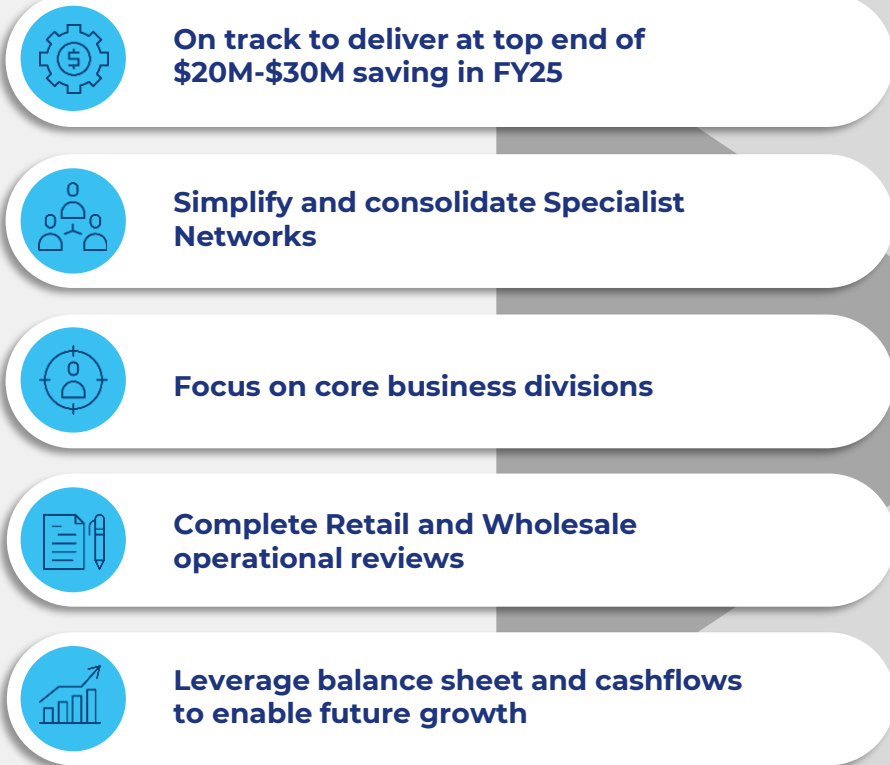 On track to deliver at top end of
$20M-$30M saving in FY25
Simplify and consolidate Specialist
Networks
Focus on core business divisions
Complete Retail and Wholesale
operational reviews
Leverage balance sheet and cashflows
to enable future growth